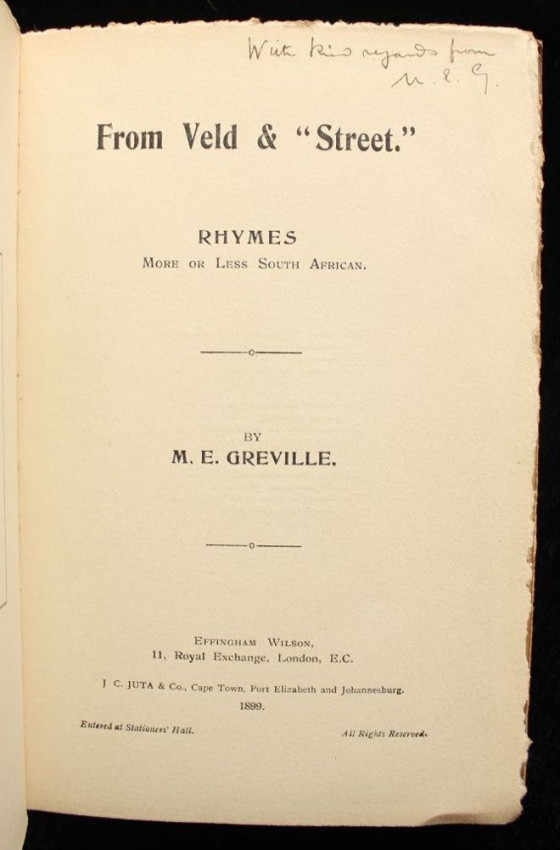 With kind regards from
M. E. G.
From Veld & “Street.”
RHYMES
More or Less South African.
BY
M. E. GREVILLE.
Effingham Wilson,
11, Royal Exchange, London, E.C.
J C. JUTA & Co., Cape Town, Port Elizabeth and Johannesburg.
1899.
Entered at Stationers' Hall.
All Rights Reserved.